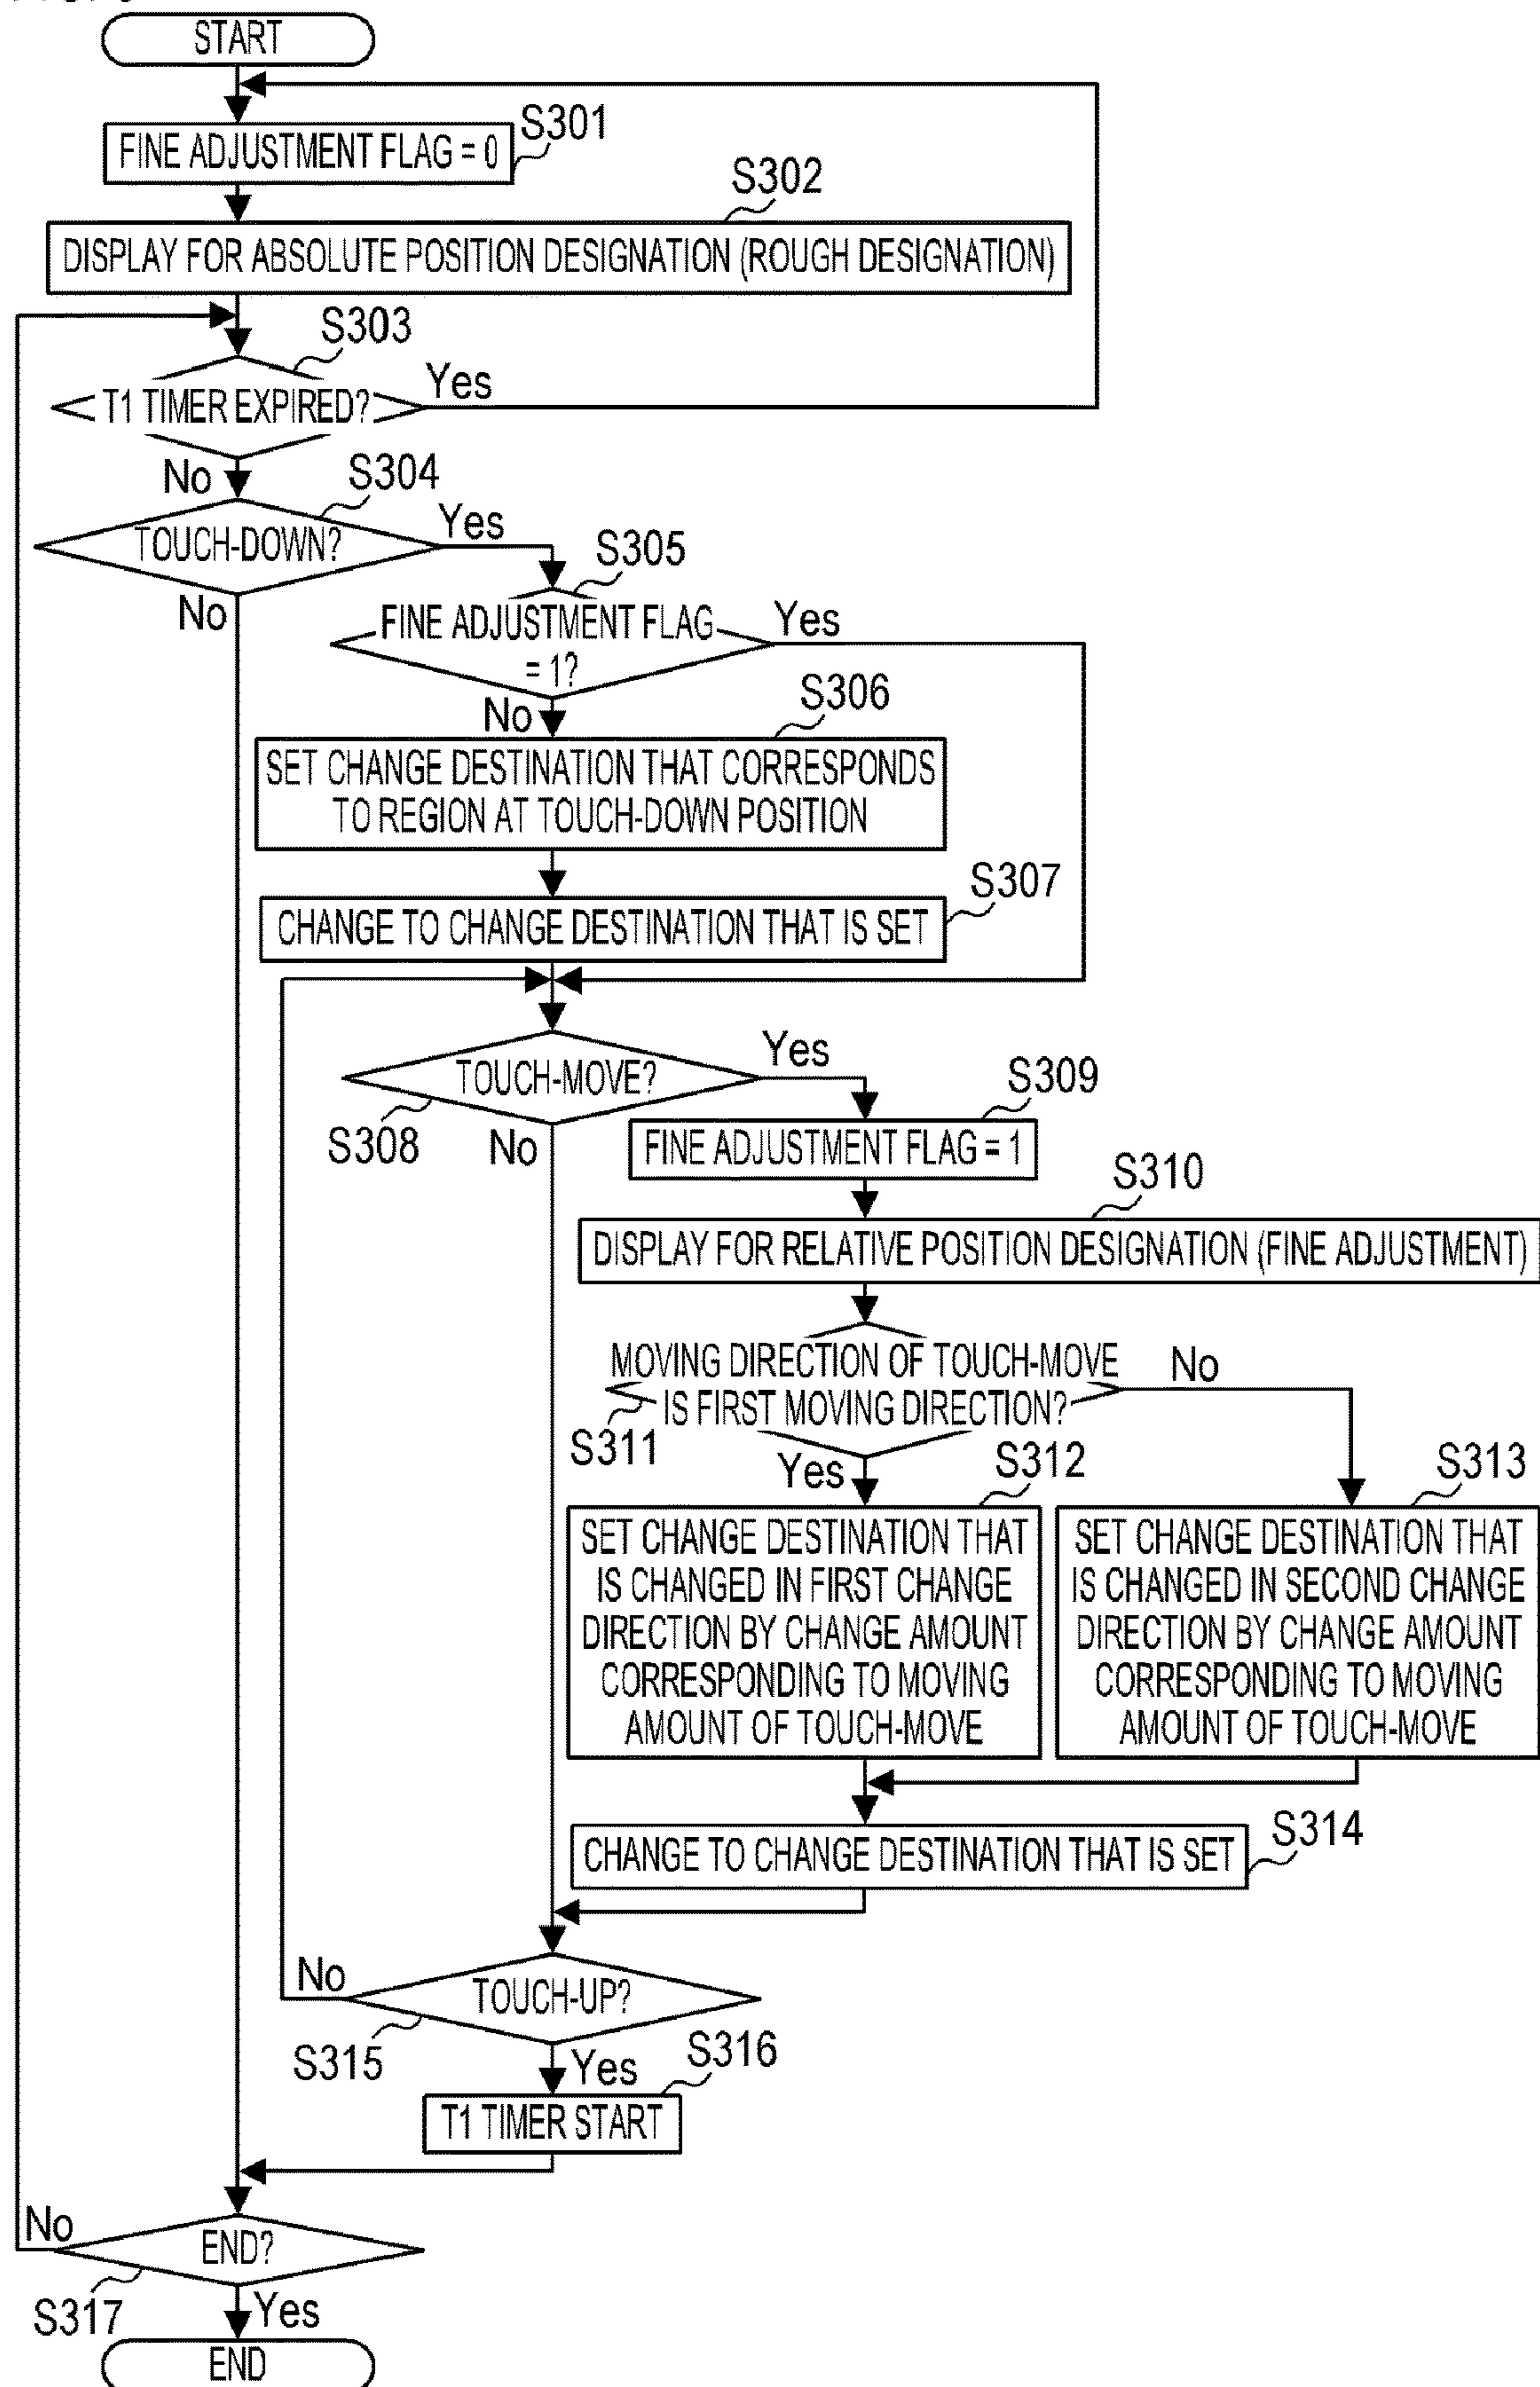 START
S301
FINE ADJUSTMENT FLAG = 0
S302
DISPLAY FOR ABSOLUTE POSITION DESIGNATION (ROUGH DESIGNATION)
S303
T1 TIMER EXPIRED?
Yes
No
S304
TOUCH-DOWN?
Yes
No
S305
FINE ADJUSTMENT FLAG
= 1?
Yes
No
S306
SET CHANGE DESTINATION THAT CORRESPONDS
TO REGION AT TOUCH-DOWN POSITION
S307
CHANGE TO CHANGE DESTINATION THAT IS SET
TOUCH-MOVE?
Yes
S308
No
S309
FINE ADJUSTMENT FLAG = 1
S310
DISPLAY FOR RELATIVE POSITION DESIGNATION (FINE ADJUSTMENT)
MOVING DIRECTION OF TOUCH-MOVE
IS FIRST MOVING DIRECTION?
No
S311
Yes
S312
S313
SET CHANGE DESTINATION THAT
IS CHANGED IN FIRST CHANGE
DIRECTION BY CHANGE AMOUNT
CORRESPONDING TO MOVING
AMOUNT OF TOUCH-MOVE
SET CHANGE DESTINATION THAT
IS CHANGED IN SECOND CHANGE
DIRECTION BY CHANGE AMOUNT
CORRESPONDING TO MOVING
AMOUNT OF TOUCH-MOVE
S314
CHANGE TO CHANGE DESTINATION THAT IS SET
No
TOUCH-UP?
S315
Yes
S316
T1 TIMER START
No
END?
S317
Yes
END